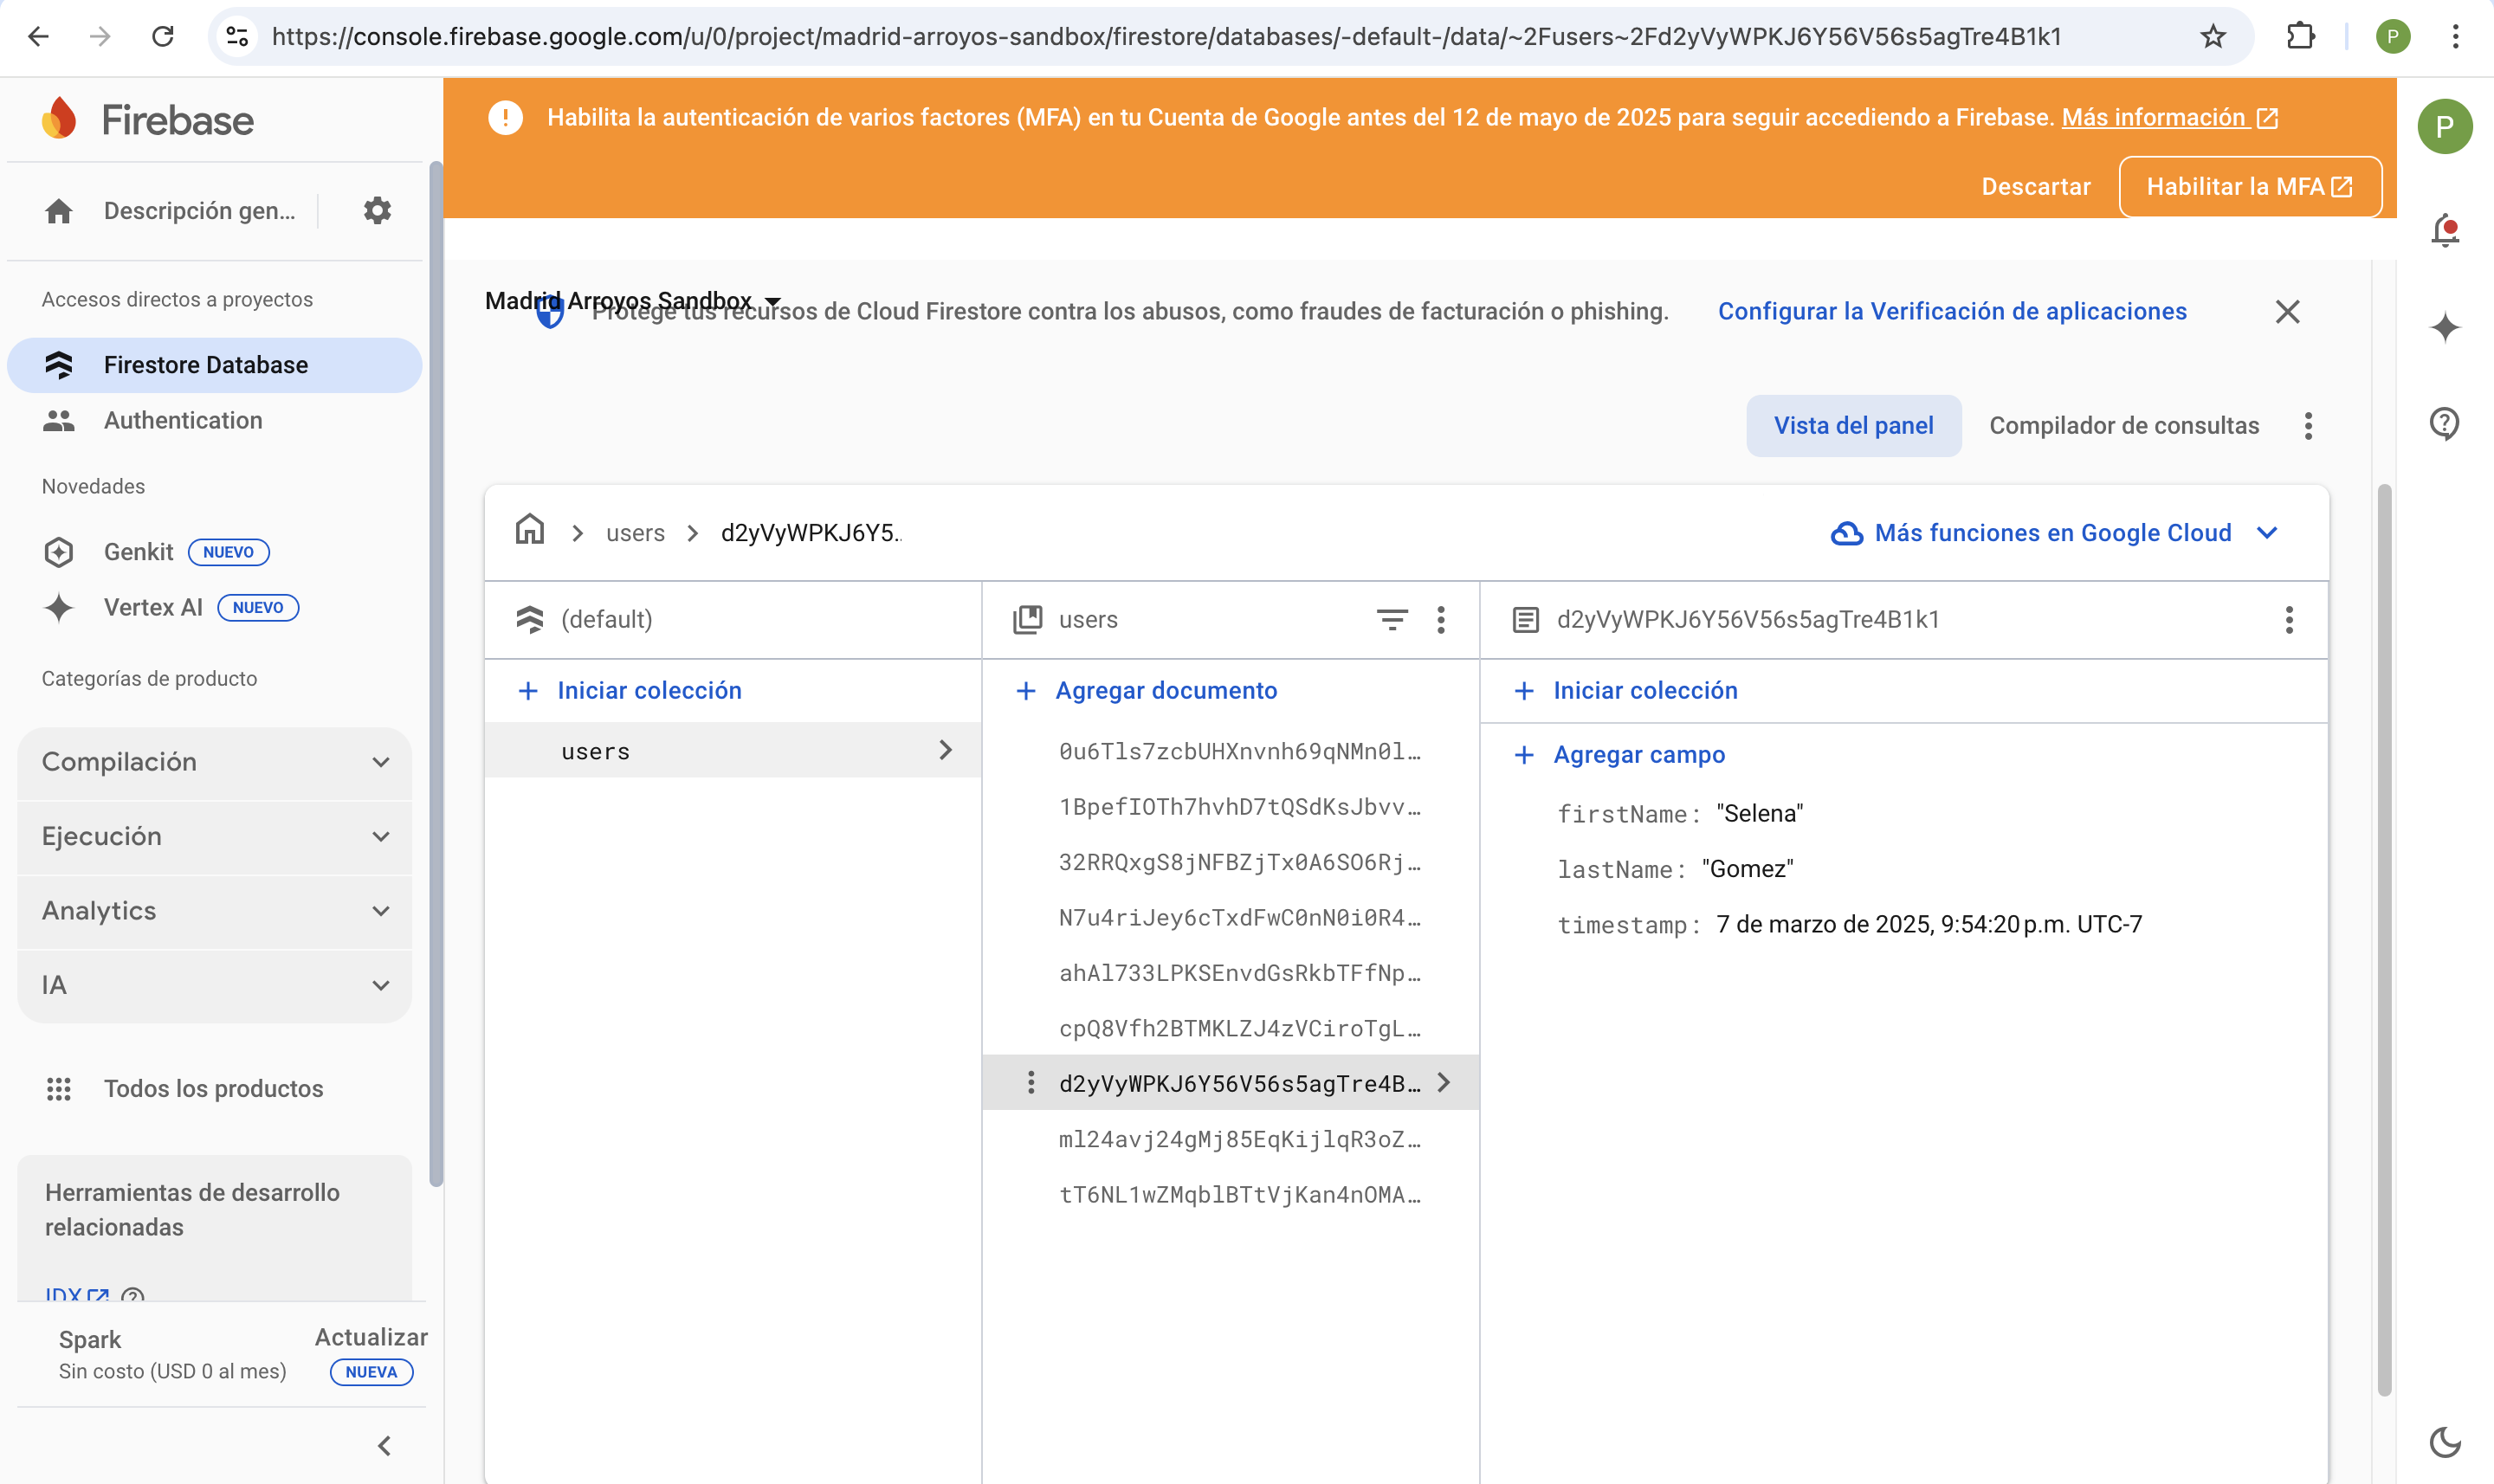 https://console.firebase.google.com/u/0/project/madrid-arroyos-sandbox/firestore/databases/-default-/data/~2Fusers~2Fd2yVyWPKJ6Y56V56s5agTre4B1k1
P
Firebase
Habilita la autenticación de varios factores (MFA) en tu Cuenta de Google antes del 12 de mayo de 2025 para seguir accediendo a Firebase. Más información
Descartar
Habilitar la MFA
P
Descripción gen...
Accesos directos a proyectos
Firestore Database
Authentication
Novedades
Genkit NUEVO
Vertex AI NUEVO
Categorías de producto
Compilación
Ejecución
Analytics
IA
Todos los productos
Herramientas de desarrollo
relacionadas
IDX
Spark
Sin costo (USD 0 al mes)
Actualizar
NUEVA
Madrid Arroyos Sandbox
Protege tus recursos de Cloud Firestore contra los abusos, como fraudes de facturación o phishing.
Configurar la Verificación de aplicaciones
Vista del panel
Compilador de consultas
users
d2yVyWPKJ6Y5..
Más funciones en Google Cloud
(default)
Iniciar colección
users
users
Agregar documento
0u6Tls7zcbUHXnvnh69qNMn0l…
1BpefIOTh7hvhD7tQSdKsJbvv…
32RRQxgS8jNFBZjTx0A6SO6Rj…
N7u4riJey6cTxdFwC0nN0i0R4…
ahAl733LPKSEnvdGsRkbTFfNp…
cpQ8Vfh2BTMKLZJ4zVCiroTgL…
d2yVyWPKJ6Y56V56s5agTre4B…
ml24avj24gMj85EqKijlqR3oZ…
tT6NL1wZMqblBTtVjKan4nOMA…
d2yVyWPKJ6Y56V56s5agTre4B1k1
Iniciar colección
Agregar campo
firstName: "Selena"
lastName: "Gomez"
timestamp: 7 de marzo de 2025, 9:54:20 p.m. UTC-7